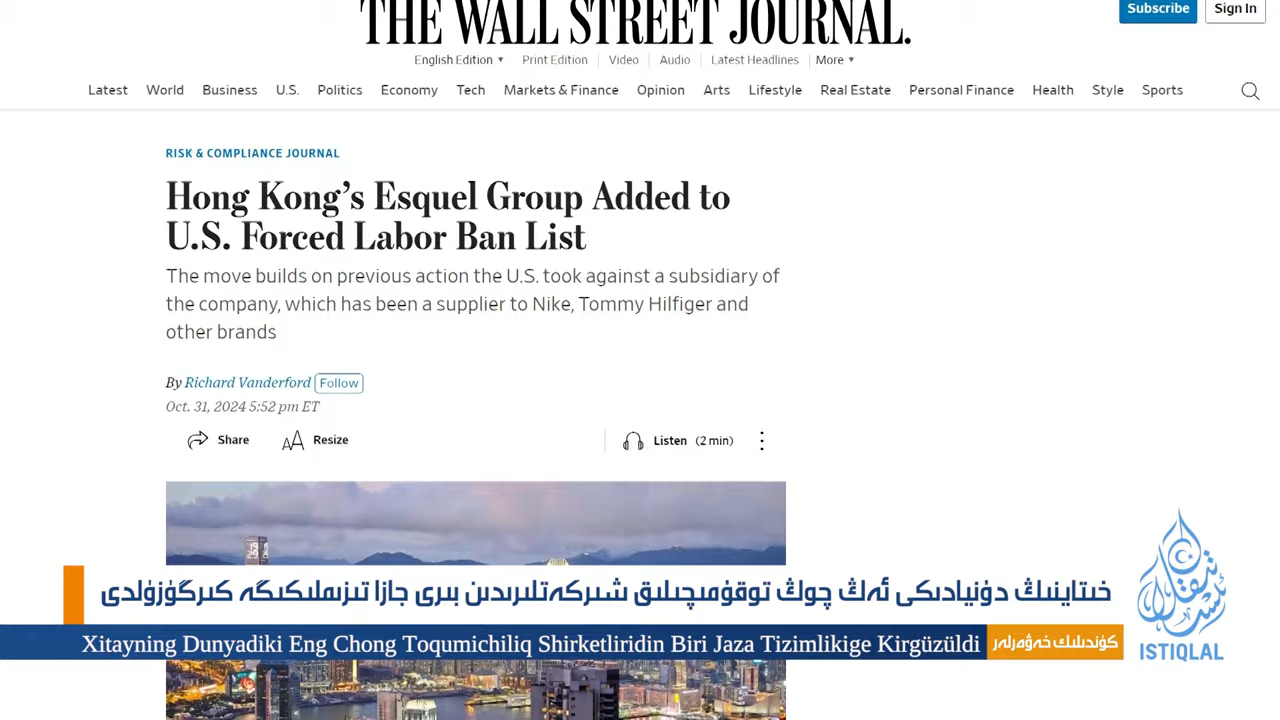 THE WALL STREET JOURNAL.
Subscribe
Sign In
English Edition
Print Edition
Video
Audio
Latest Headlines
More
Latest
World
Business
U.S.
Politics
Economy
Tech
Markets & Finance
Opinion
Arts
Lifestyle
Real Estate
Personal Finance
Health
Style
Sports
RISK & COMPLIANCE JOURNAL
Hong Kong’s Esquel Group Added to
U.S. Forced Labor Ban List
The move builds on previous action the U.S. took against a subsidiary of
the company, which has been a supplier to Nike, Tommy Hilfiger and
other brands
By Richard Vanderford Follow
Oct. 31, 2024 5:52 pm ET
Share
Resize
Listen (2 min)
خىتاينىڭ دۇنيادىكى ئەڭ چوڭ توقۇمىچىلىق شىركەتلىرىدىن بىرى جازا تىزىملىكىگە كىرگۈزۈلدى
Xitayning Dunyadiki Eng Chong Toqumichiliq Shirketliridin Biri Jaza Tizimlikige Kirgüzüldi
كۈندىلىك خەۋەرلەر
ئىستىقلال
ISTIQLAL